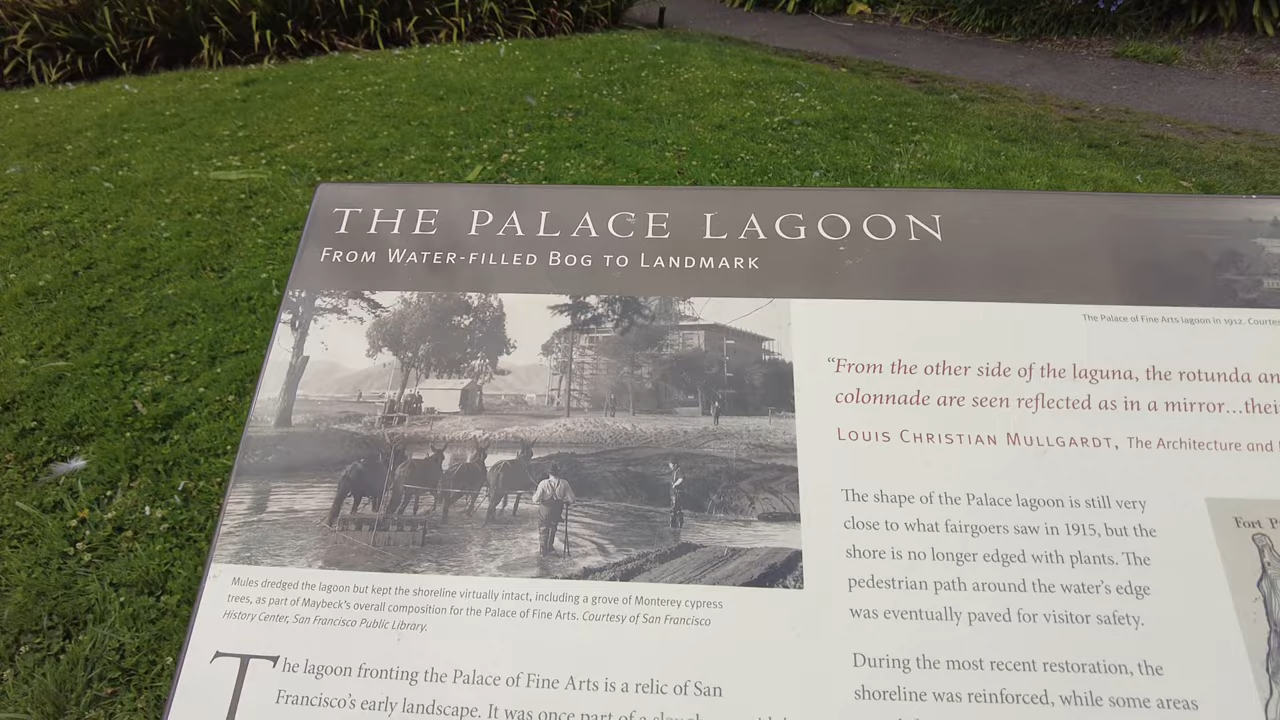 THE PALACE LAGOON
FROM WATER-FILLED BOG TO LANDMARK
The Palace of Fine Arts lagoon in 1912.
"From the other side of the laguna, the rotunda
colonnade are seen reflected as in a mirror...
LOUIS CHRISTIAN MULLGARDT, The Architecture and
Mules dredged the lagoon but kept the shoreline virtually intact, including a grove of Monterey cypress
trees, as part of Maybeck's overall composition for the Palace of Fine Arts. Courtesy of San Francisco
History Center, San Francisco Public Library.
The lagoon fronting the Palace of Fine Arts is a relic of San
Francisco's early landscape. It was once part of a
The shape of the Palace lagoon is still very
close to what fairgoers saw in 1915, but the
shore is no longer edged with plants. The
pedestrian path around the water's edge
was eventually paved for visitor safety.
During the most recent restoration, the
shoreline was reinforced, while some areas
Fort